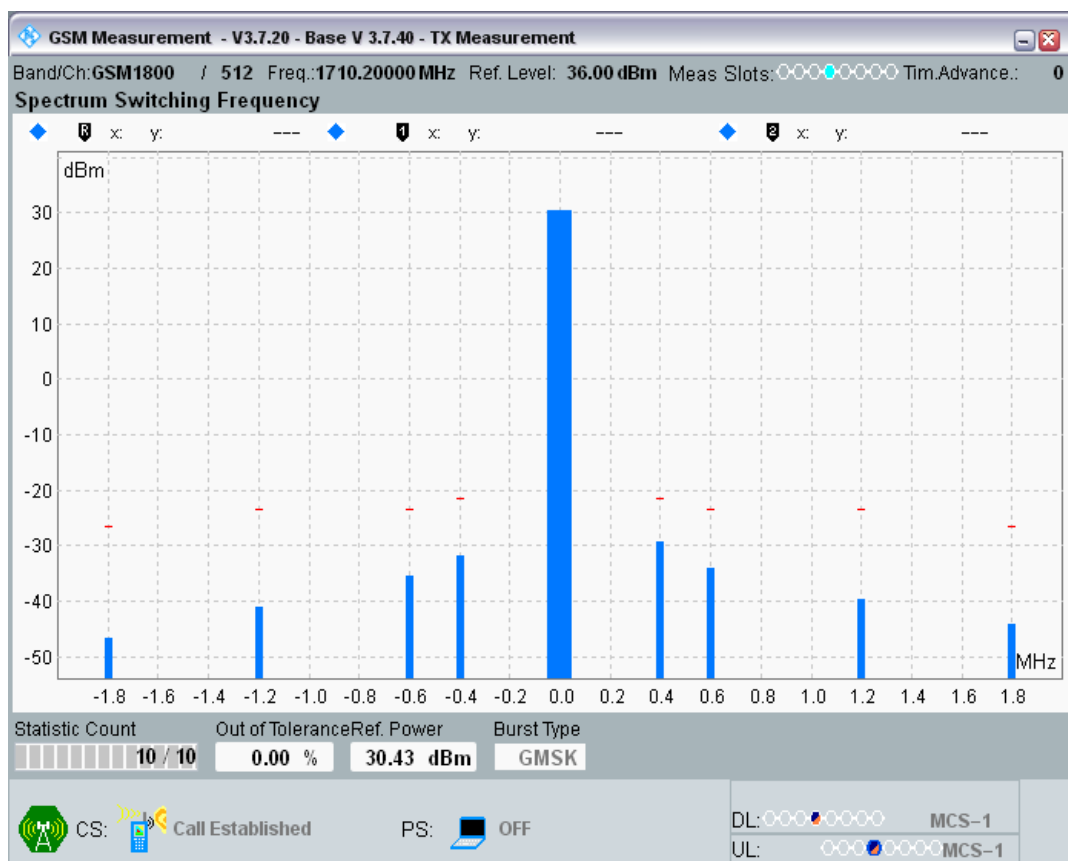 GSM Measurement - V3.7.20 - Base V 3.7.40 - TX Measurement
Band/Ch:GSM1800 / 512 Freq.:1710.20000 MHz Ref. Level: 36.00 dBm Meas Slots: Tim.Advance.: 0
Spectrum Switching Frequency
R x: y: --- 1 x: y: --- 2 x: y: ---
dBm
30
20
10
0
-10
-20
-30
-40
-50
MHz
-1.8 -1.6 -1.4 -1.2 -1.0 -0.8 -0.6 -0.4 -0.2 0.0 0.2 0.4 0.6 0.8 1.0 1.2 1.4 1.6 1.8
Statistic Count Out of Tolerance Ref. Power Burst Type
10 / 10 0.00 % 30.43 dBm GMSK
CS: Call Established PS: OFF
DL: MCS-1
UL: MCS-1